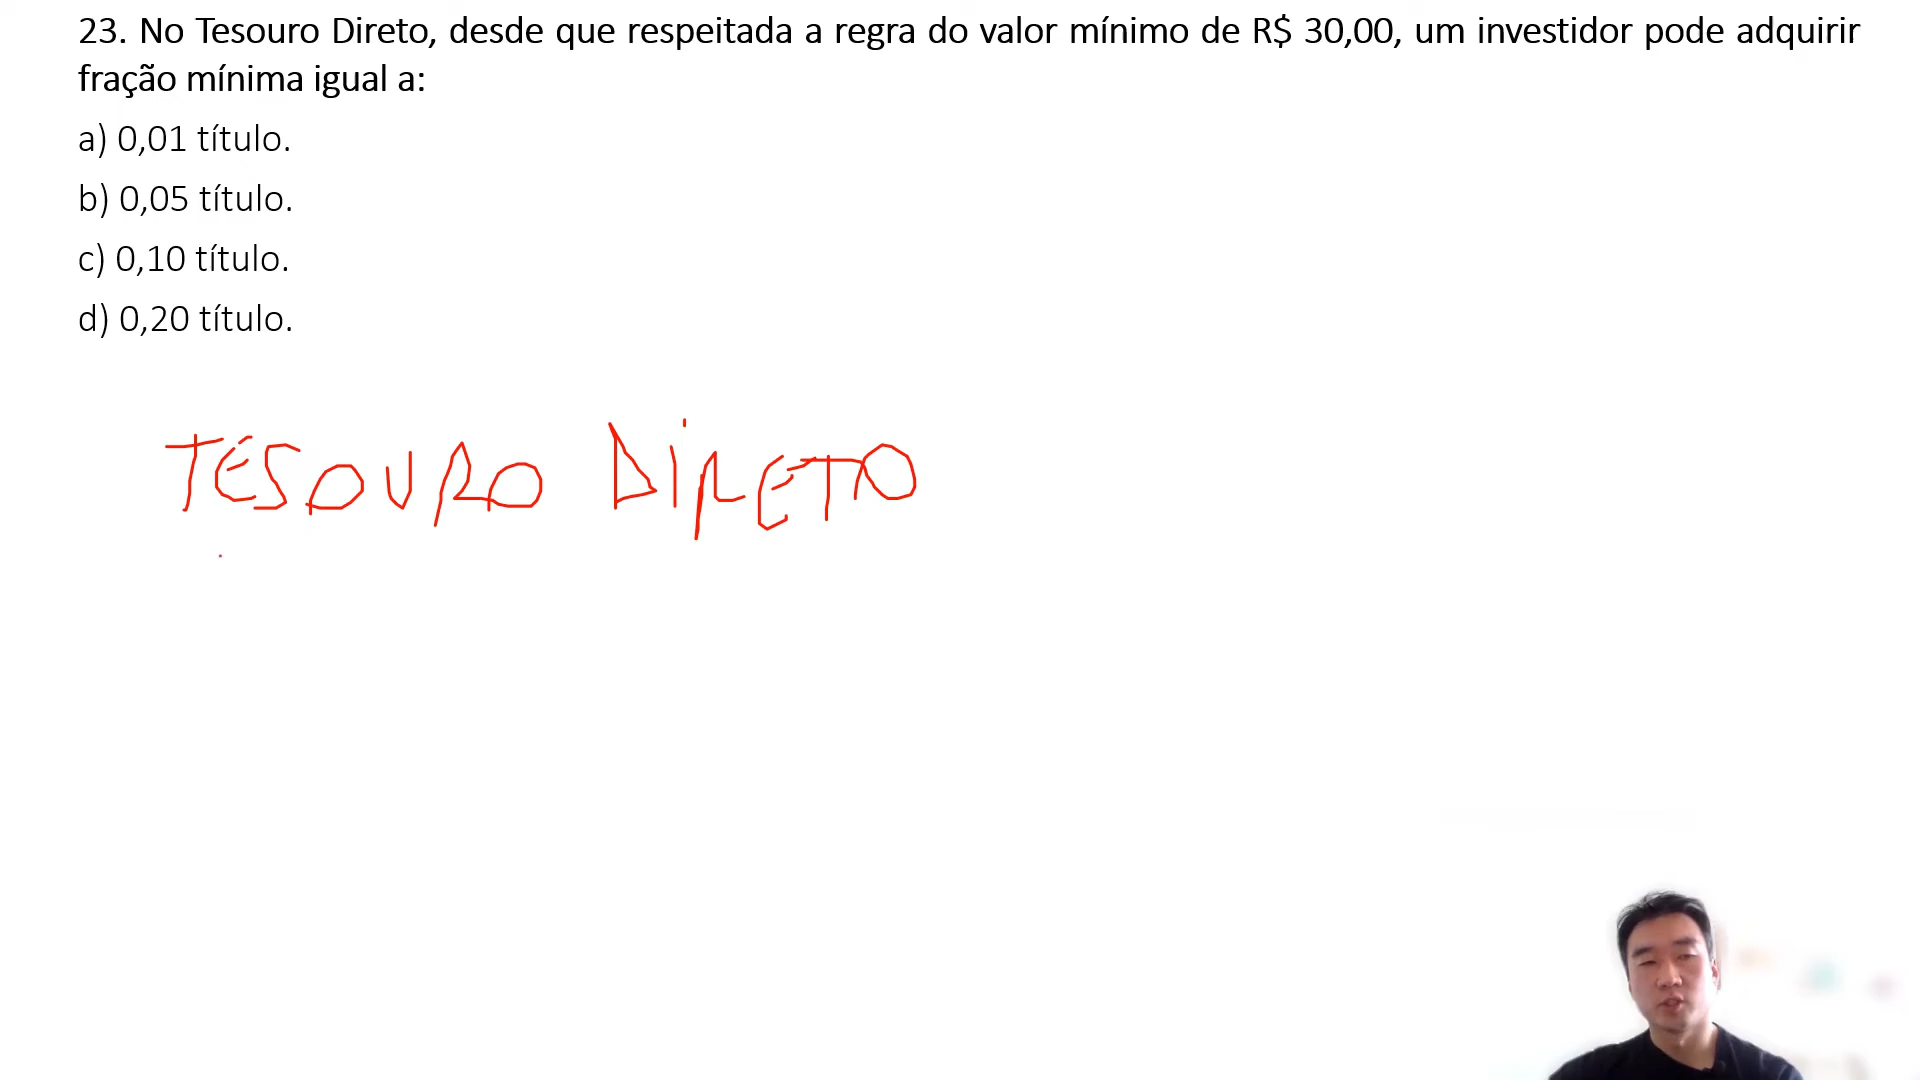 23. No Tesouro Direto, desde que respeitada a regra do valor mínimo de R$ 30,00, um investidor pode adquirir
fração mínima igual a:
a) 0,01 título.
b) 0,05 título.
c) 0,10 título.
d) 0,20 título.
TESOURO DIRETO